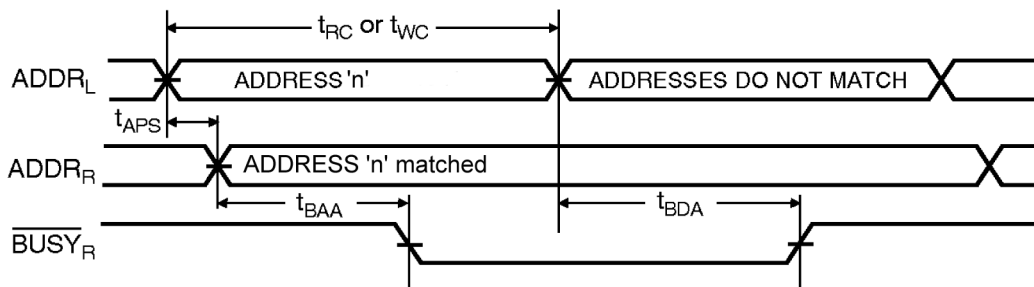 tRC or tWC
ADDRL ADDRESS 'n' ADDRESSES DO NOT MATCH
tAPS
ADDRR ADDRESS 'n' matched
tBAA tBDA
BUSYR